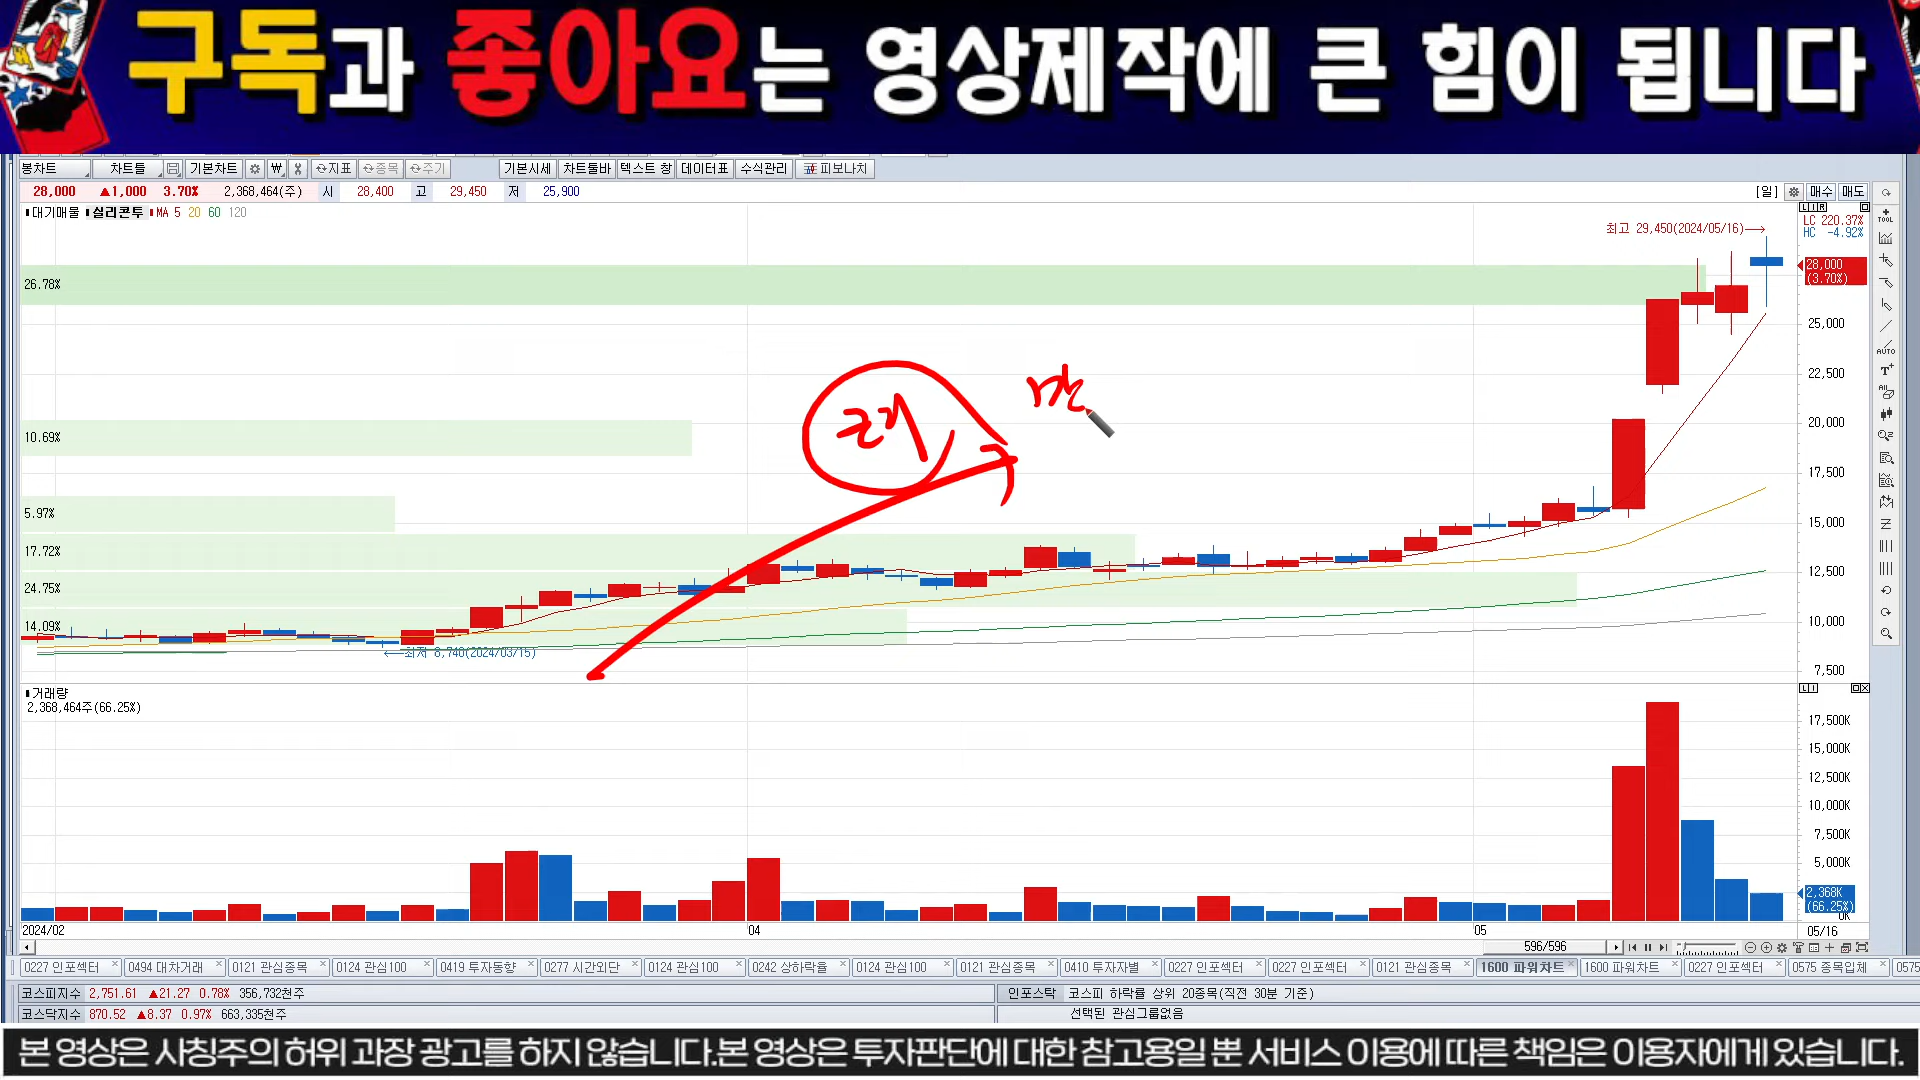 구독과 좋아요는 영상제작에 큰 힘이 됩니다
봉차트 차트틀 기본차트 ₩ 지표 종목 주기 기본시세 차트툴바 텍스트 창 데이터표 수식관리 피보나치
28,000 ▲1,000 3.70% 2,368,464(주) 시 28,400 고 29,450 저 25,900 [일] 매수 매도
대기매물 실리콘투 MA 5 20 60 120
LC 220.37%
HC -4.92%
최고 29,450(2024/05/16)
28,000
(3.70%)
26.78%
25,000
22,500
20,000
10.69%
17,500
5.97%
15,000
17.72%
12,500
24.75%
10,000
14.09%
최저 8,740(2024/03/15)
7,500
거래량
2,368,464주(66.25%)
17,500K
15,000K
12,500K
10,000K
7,500K
5,000K
2,368K
(66.25%)
0K
2024/02 04 05 05/16
596/596
0227 인포섹터 0494 대차거래 0121 관심종목 0124 관심100 0419 투자동향 0277 시간외단 0124 관심100 0242 상하락률 0124 관심100 0121 관심종목 0410 투자자별 0227 인포섹터 0227 인포섹터 0121 관심종목 1600 파워차트 1600 파워차트 0227 인포섹터 0575 종목입체 0575
코스피지수 2,751.61 ▲21.27 0.78% 356,732천주 인포스탁 코스피 하락률 상위 20종목(직전 30분 기준)
코스닥지수 870.52 ▲8.37 0.97% 663,335천주 선택된 관심그룹없음
본 영상은 사칭주의 허위 과장 광고를 하지 않습니다.본 영상은 투자판단에 대한 참고용일 뿐 서비스 이용에 따른 책임은 이용자에게 있습니다.